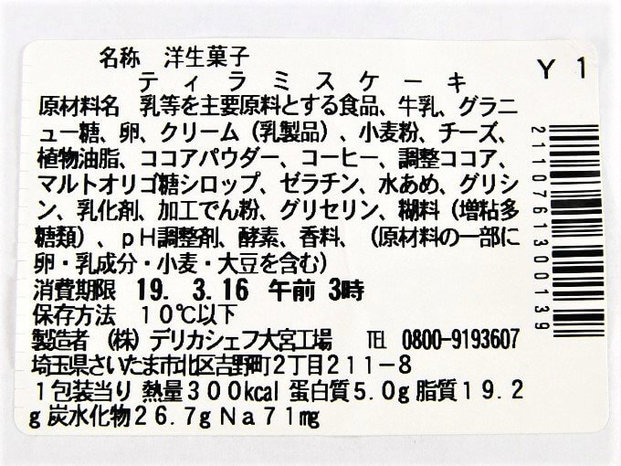 名称 洋生菓子
ティラミスケーキ
Y 1
原材料名 乳等を主要原料とする食品、牛乳、グラニ
ュー糖、卵、クリーム(乳製品)、小麦粉、チーズ、
植物油脂、ココアパウダー、コーヒー、調整ココア、
マルトオリゴ糖シロップ、ゼラチン、水あめ、グリシ
ン、乳化剤、加工でん粉、グリセリン、糊料(増粘多
糖類)、pH調整剤、酵素、香料、(原材料の一部に
卵・乳成分・小麦・大豆を含む)
消費期限 19. 3.16 午前 3時
保存方法 10℃以下
製造者 (株)デリカシェフ大宮工場 TEL 0800-9193607
埼玉県さいたま市北区吉野町2丁目211-8
1包装当り 熱量300kcal 蛋白質5.0g 脂質19.2
g 炭水化物26.7g Na71mg
2110761300139